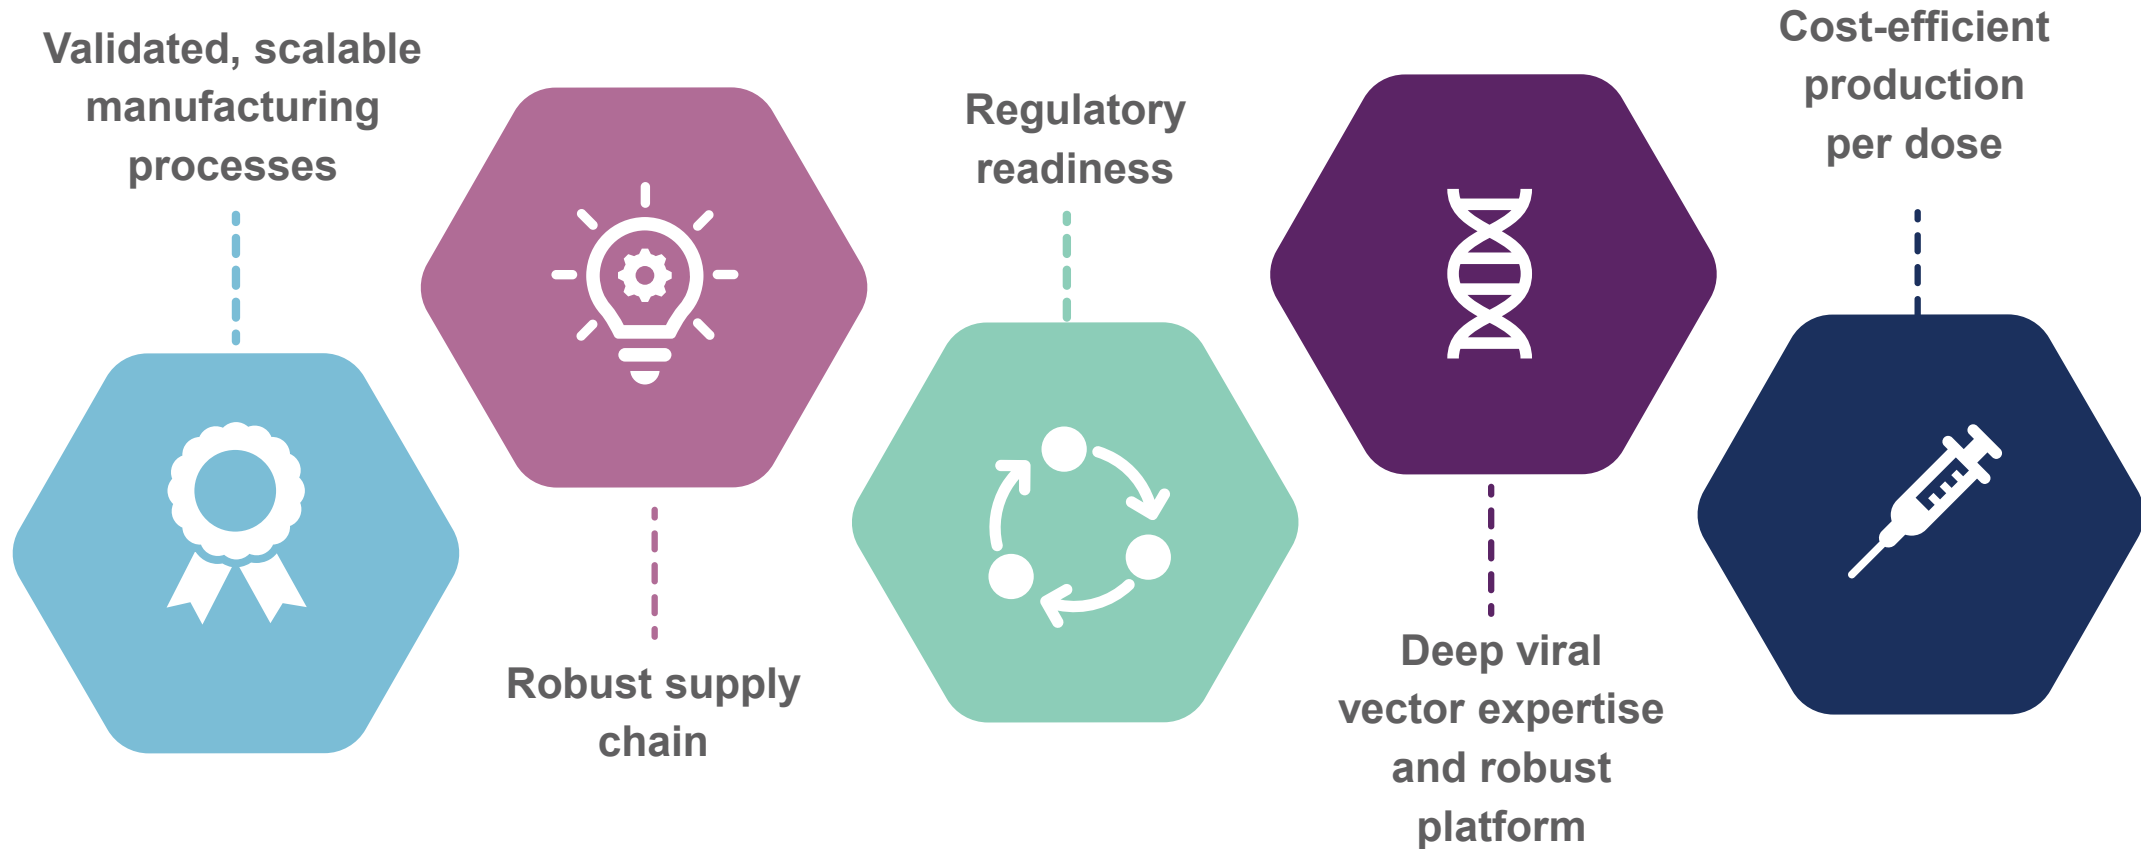 Validated, scalable
manufacturing
processes
Robust supply
chain
Regulatory
readiness
Deep viral
vector expertise
and robust
platform
Cost-efficient
production
per dose